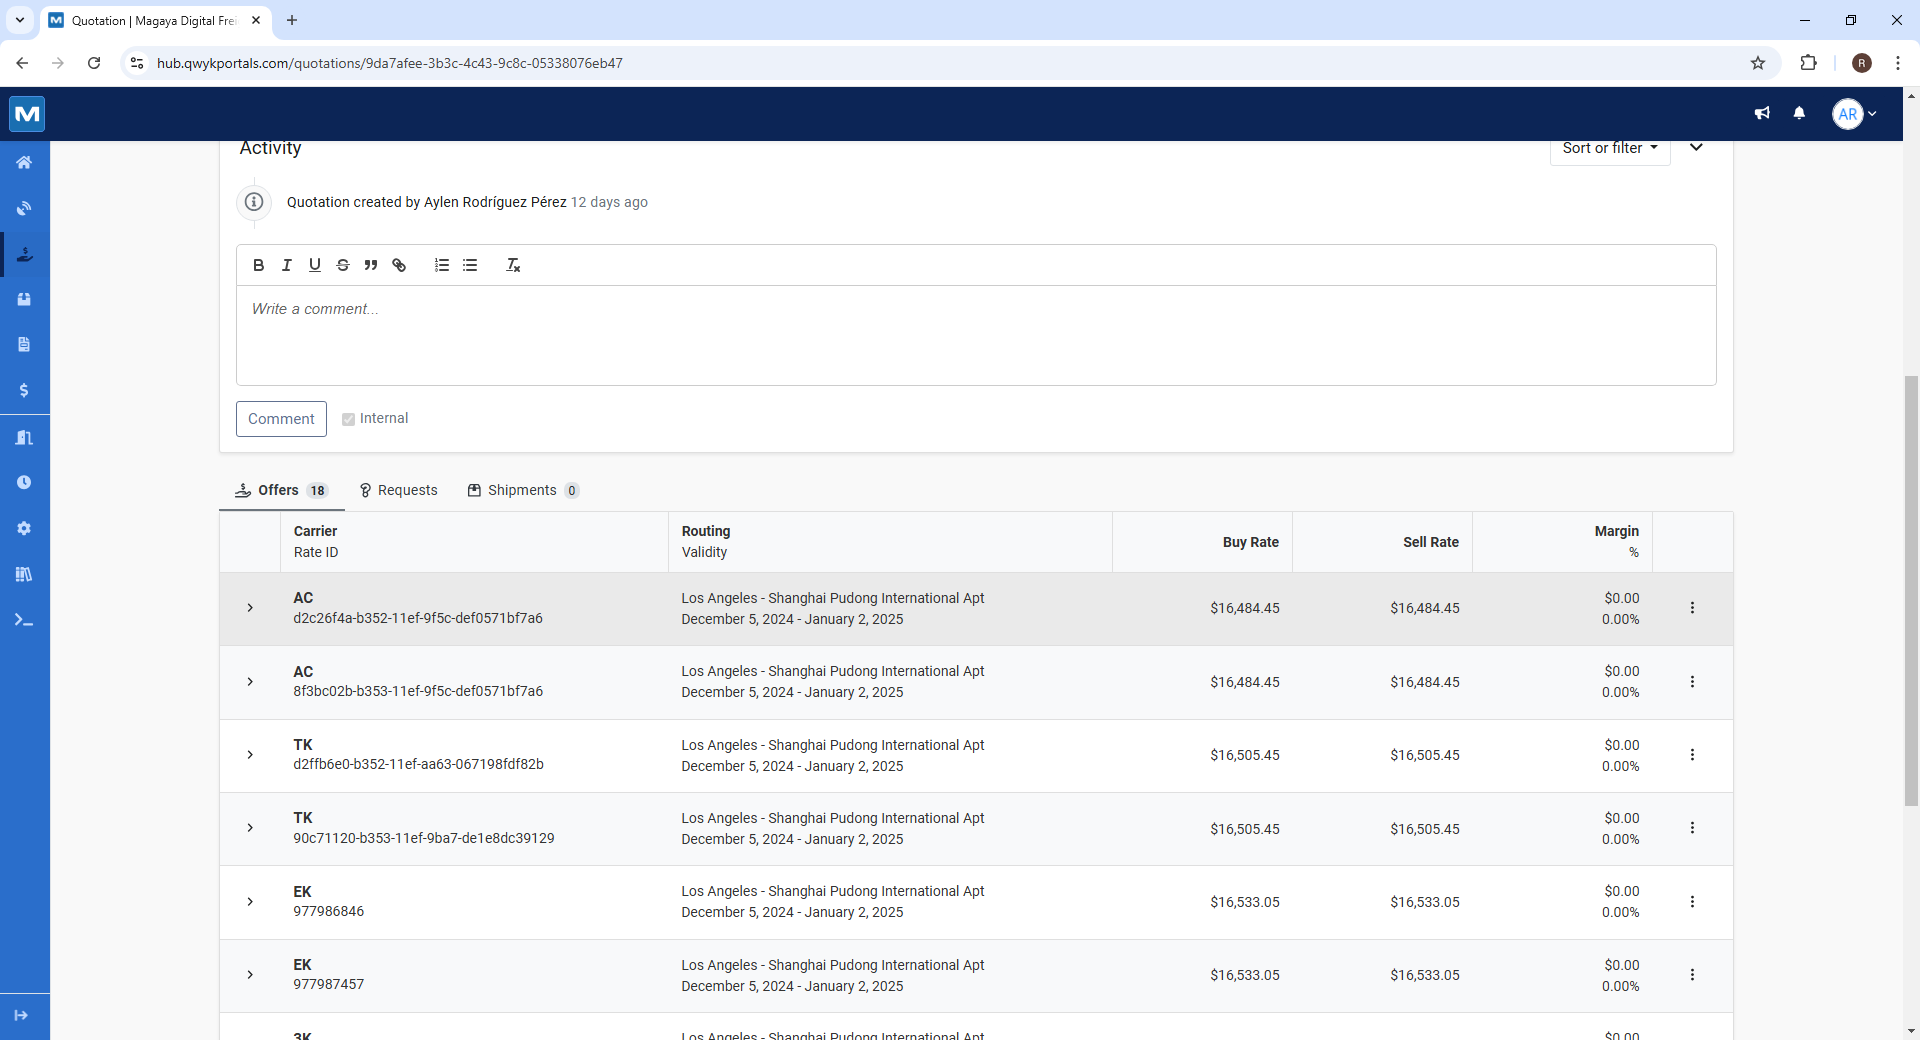 Quotation | Magaya Digital Frei
hub.qwykportals.com/quotations/9da7afee-3b3c-4c43-9c8c-05338076eb47
R
AR
Activity
Sort or filter
Quotation created by Aylen Rodríguez Pérez 12 days ago
Write a comment...
Comment
Internal
Offers 18
Requests
Shipments 0
Carrier
Rate ID
Routing
Validity
Buy Rate
Sell Rate
Margin
%
AC
d2c26f4a-b352-11ef-9f5c-def0571bf7a6
Los Angeles - Shanghai Pudong International Apt
December 5, 2024 - January 2, 2025
$16,484.45
$16,484.45
$0.00
0.00%
AC
8f3bc02b-b353-11ef-9f5c-def0571bf7a6
Los Angeles - Shanghai Pudong International Apt
December 5, 2024 - January 2, 2025
$16,484.45
$16,484.45
$0.00
0.00%
TK
d2ffb6e0-b352-11ef-aa63-067198fdf82b
Los Angeles - Shanghai Pudong International Apt
December 5, 2024 - January 2, 2025
$16,505.45
$16,505.45
$0.00
0.00%
TK
90c71120-b353-11ef-9ba7-de1e8dc39129
Los Angeles - Shanghai Pudong International Apt
December 5, 2024 - January 2, 2025
$16,505.45
$16,505.45
$0.00
0.00%
EK
977986846
Los Angeles - Shanghai Pudong International Apt
December 5, 2024 - January 2, 2025
$16,533.05
$16,533.05
$0.00
0.00%
EK
977987457
Los Angeles - Shanghai Pudong International Apt
December 5, 2024 - January 2, 2025
$16,533.05
$16,533.05
$0.00
0.00%
3K
Los Angeles - Shanghai Pudong International Apt
$0.00